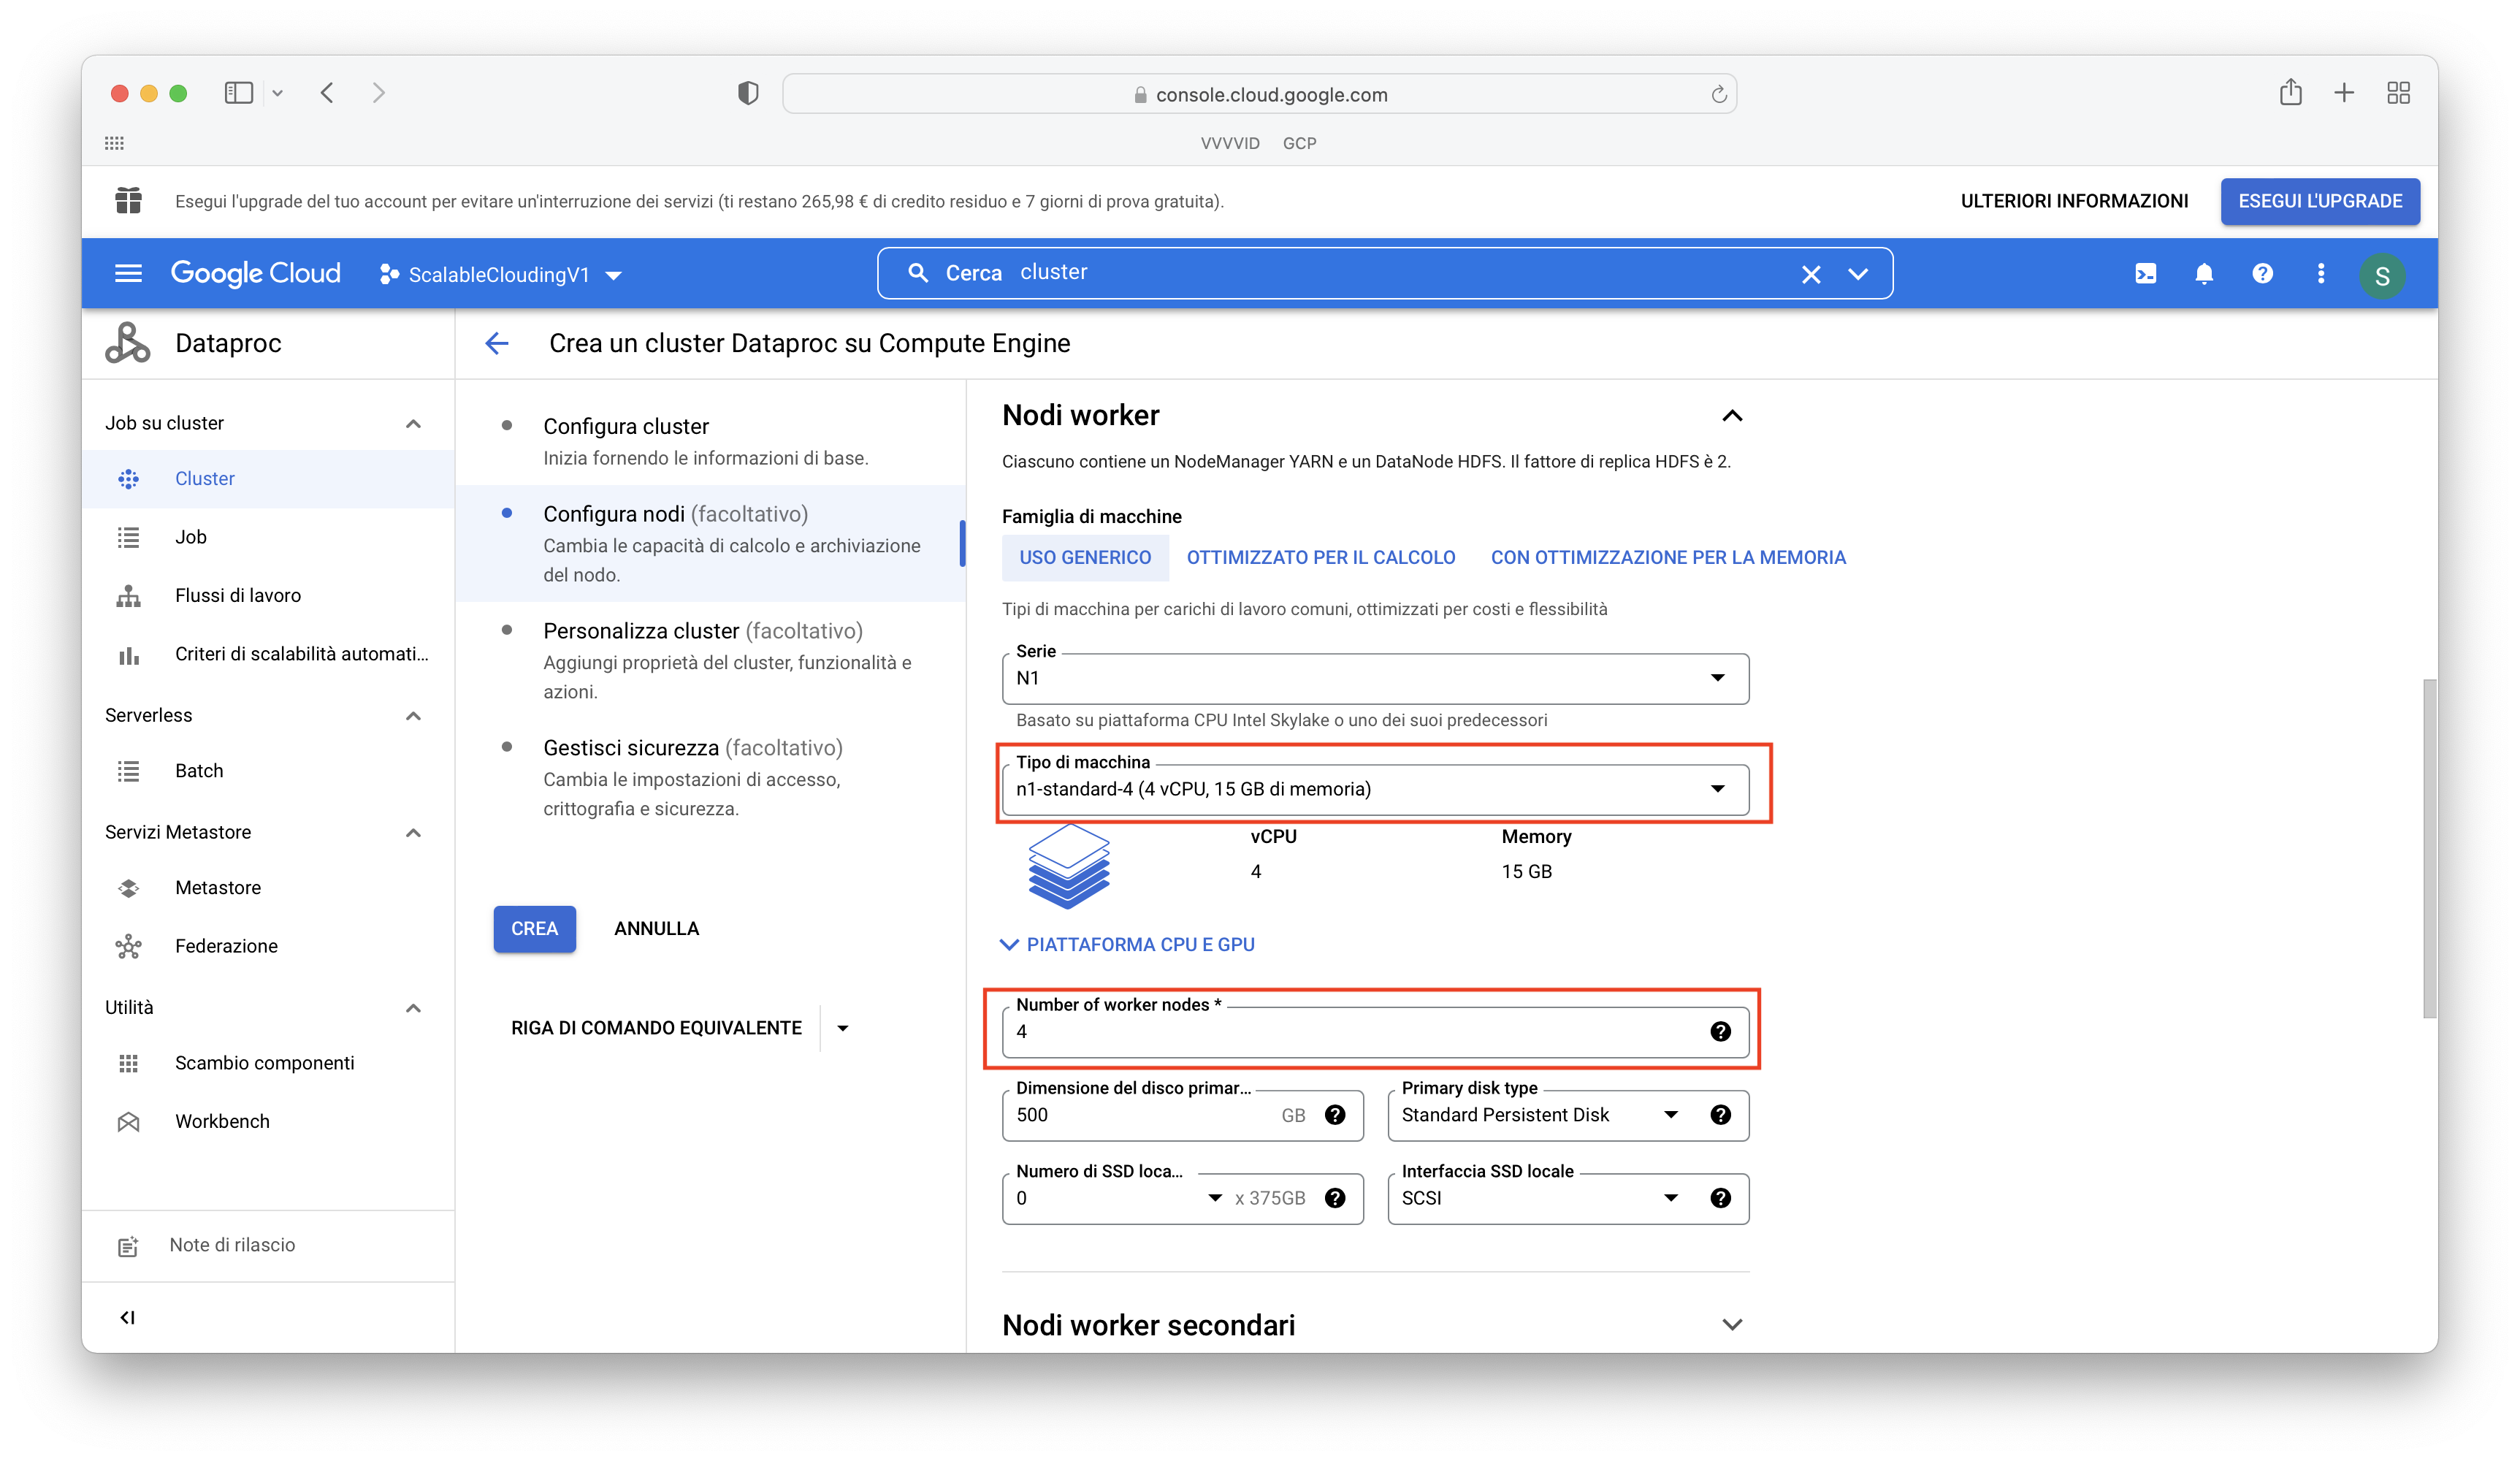 console.cloud.google.com
VVVVID GCP
Esegui l'upgrade del tuo account per evitare un'interruzione dei servizi (ti restano 265,98 € di credito residuo e 7 giorni di prova gratuita).
ULTERIORI INFORMAZIONI
ESEGUI L'UPGRADE
Google Cloud
ScalableCloudingV1
Cerca cluster
S
Dataproc
Crea un cluster Dataproc su Compute Engine
Job su cluster
Cluster
Job
Flussi di lavoro
Criteri di scalabilità automati...
Serverless
Batch
Servizi Metastore
Metastore
Federazione
Utilità
Scambio componenti
Workbench
Note di rilascio
Configura cluster
Inizia fornendo le informazioni di base.
Configura nodi (facoltativo)
Cambia le capacità di calcolo e archiviazione
del nodo.
Personalizza cluster (facoltativo)
Aggiungi proprietà del cluster, funzionalità e
azioni.
Gestisci sicurezza (facoltativo)
Cambia le impostazioni di accesso,
crittografia e sicurezza.
CREA
ANNULLA
RIGA DI COMANDO EQUIVALENTE
Nodi worker
Ciascuno contiene un NodeManager YARN e un DataNode HDFS. Il fattore di replica HDFS è 2.
Famiglia di macchine
USO GENERICO
OTTIMIZZATO PER IL CALCOLO
CON OTTIMIZZAZIONE PER LA MEMORIA
Tipi di macchina per carichi di lavoro comuni, ottimizzati per costi e flessibilità
Serie
N1
Basato su piattaforma CPU Intel Skylake o uno dei suoi predecessori
Tipo di macchina
n1-standard-4 (4 vCPU, 15 GB di memoria)
vCPU
4
Memory
15 GB
PIATTAFORMA CPU E GPU
Number of worker nodes *
4
Dimensione del disco primar...
500 GB
Primary disk type
Standard Persistent Disk
Numero di SSD loca...
0 x 375GB
Interfaccia SSD locale
SCSI
Nodi worker secondari